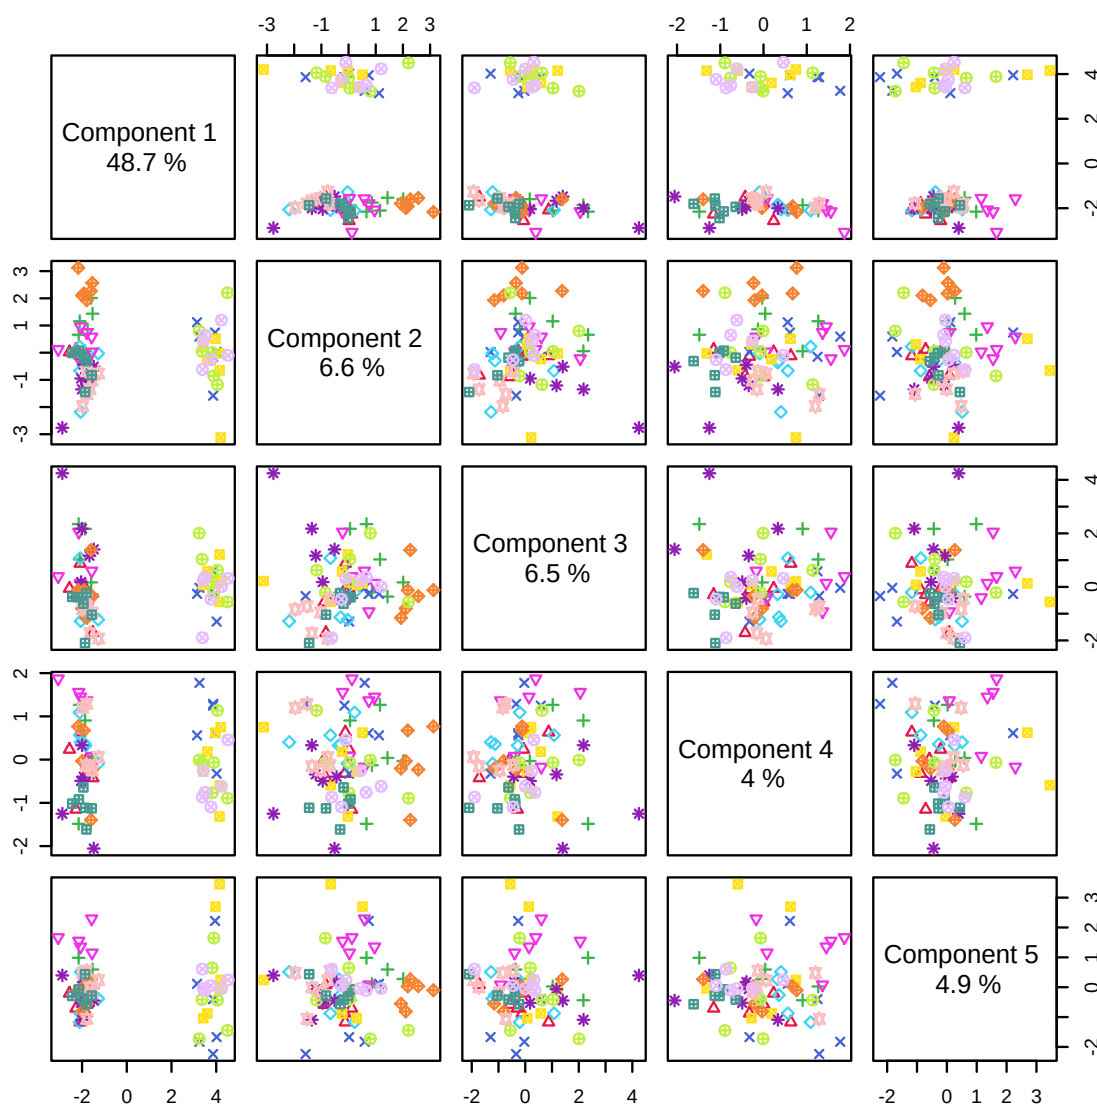 -3 -1 1 3 -2 -1 0 1 2
Component 1
48.7 %
-2 0 2 4
-3 -1 1 2 3
Component 2
6.6 %
Component 3
6.5 %
-2 0 2 4
-2 -1 0 1 2
Component 4
4 %
Component 5
4.9 %
-2 0 1 2 3
-2 0 2 4 -2 0 2 4 -2 0 1 2 3